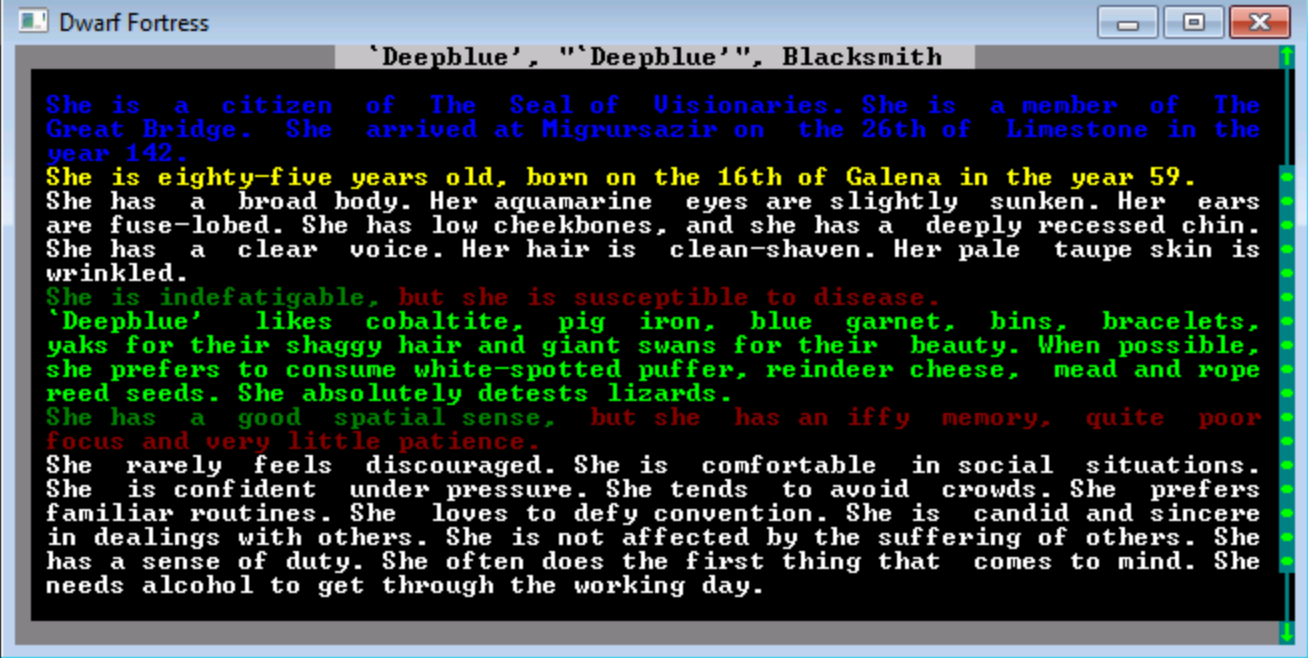 Dwarf Fortress
`Deepblue', "`Deepblue'", Blacksmith
She is a citizen of The Seal of Visionaries. She is a member of The
Great Bridge. She arrived at Migrursazir on the 26th of Limestone in the
year 142.
She is eighty-five years old, born on the 16th of Galena in the year 59.
She has a broad body. Her aquamarine eyes are slightly sunken. Her ears
are fuse-lobed. She has low cheekbones, and she has a deeply recessed chin.
She has a clear voice. Her hair is clean-shaven. Her pale taupe skin is
wrinkled.
She is indefatigable, but she is susceptible to disease.
`Deepblue' likes cobaltite, pig iron, blue garnet, bins, bracelets,
yaks for their shaggy hair and giant swans for their beauty. When possible,
she prefers to consume white-spotted puffer, reindeer cheese, mead and rope
reed seeds. She absolutely detests lizards.
She has a good spatial sense, but she has an iffy memory, quite poor
focus and very little patience.
She rarely feels discouraged. She is comfortable in social situations.
She is confident under pressure. She tends to avoid crowds. She prefers
familiar routines. She loves to defy convention. She is candid and sincere
in dealings with others. She is not affected by the suffering of others. She
has a sense of duty. She often does the first thing that comes to mind. She
needs alcohol to get through the working day.